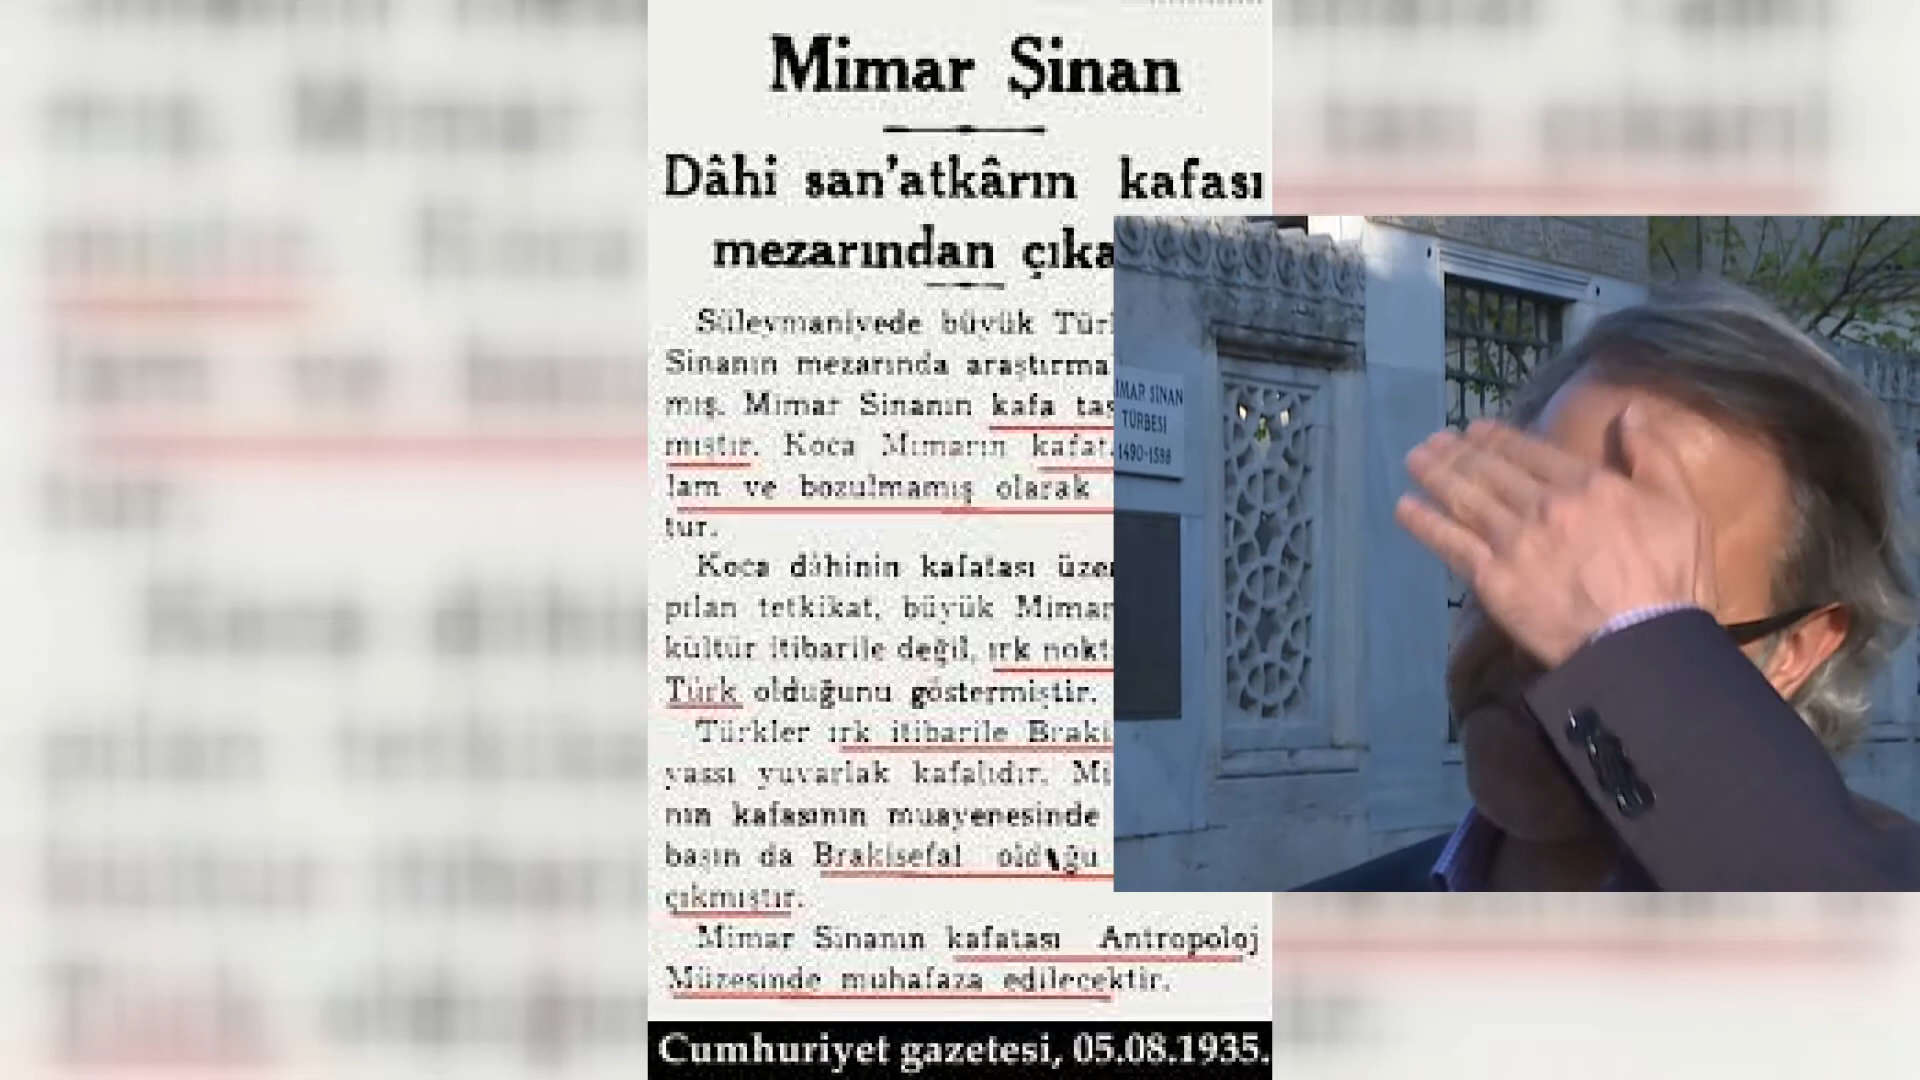 Mimar Sinan
Dâhi san'atkârın kafası
mezarından çıka
Süleymaniyede büyük Tür
Sinanın mezarında araştırma
mış. Mimar Sinanın kafa tas
mıştır. Koca Mimarın kafat
lam ve bozulmamış olarak
tur.
Koca dâhinin kafatası üze
pılan tetkikat, büyük Mimar
kültür itibarile değil, ırk nokt
Türk olduğunu göstermiştir.
Türkler ırk itibarile Braki
yassı yuvarlak kafalıdır. Mi
nın kafasının muayenesinde
başın da Brakisefal olduğu
çıkmıştır.
Mimar Sinanın kafatası Antropoloj
Müzesinde muhafaza edilecektir.
Cumhuriyet gazetesi, 05.08.1935.
İMAR SİNAN
TÜRBESİ
1490-1588